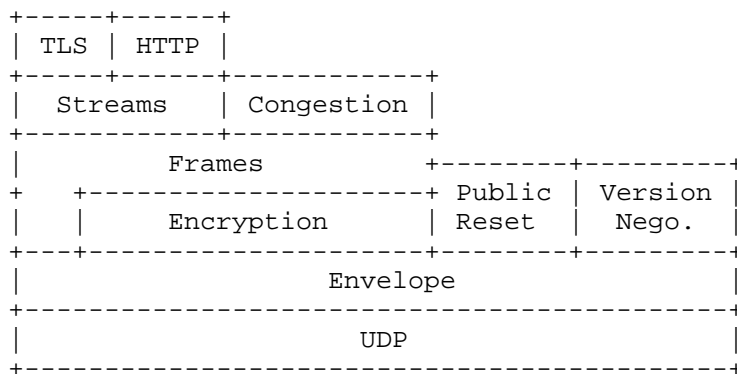 TLS HTTP
Streams Congestion
Frames
Public Version
Encryption Reset Nego.
Envelope
UDP